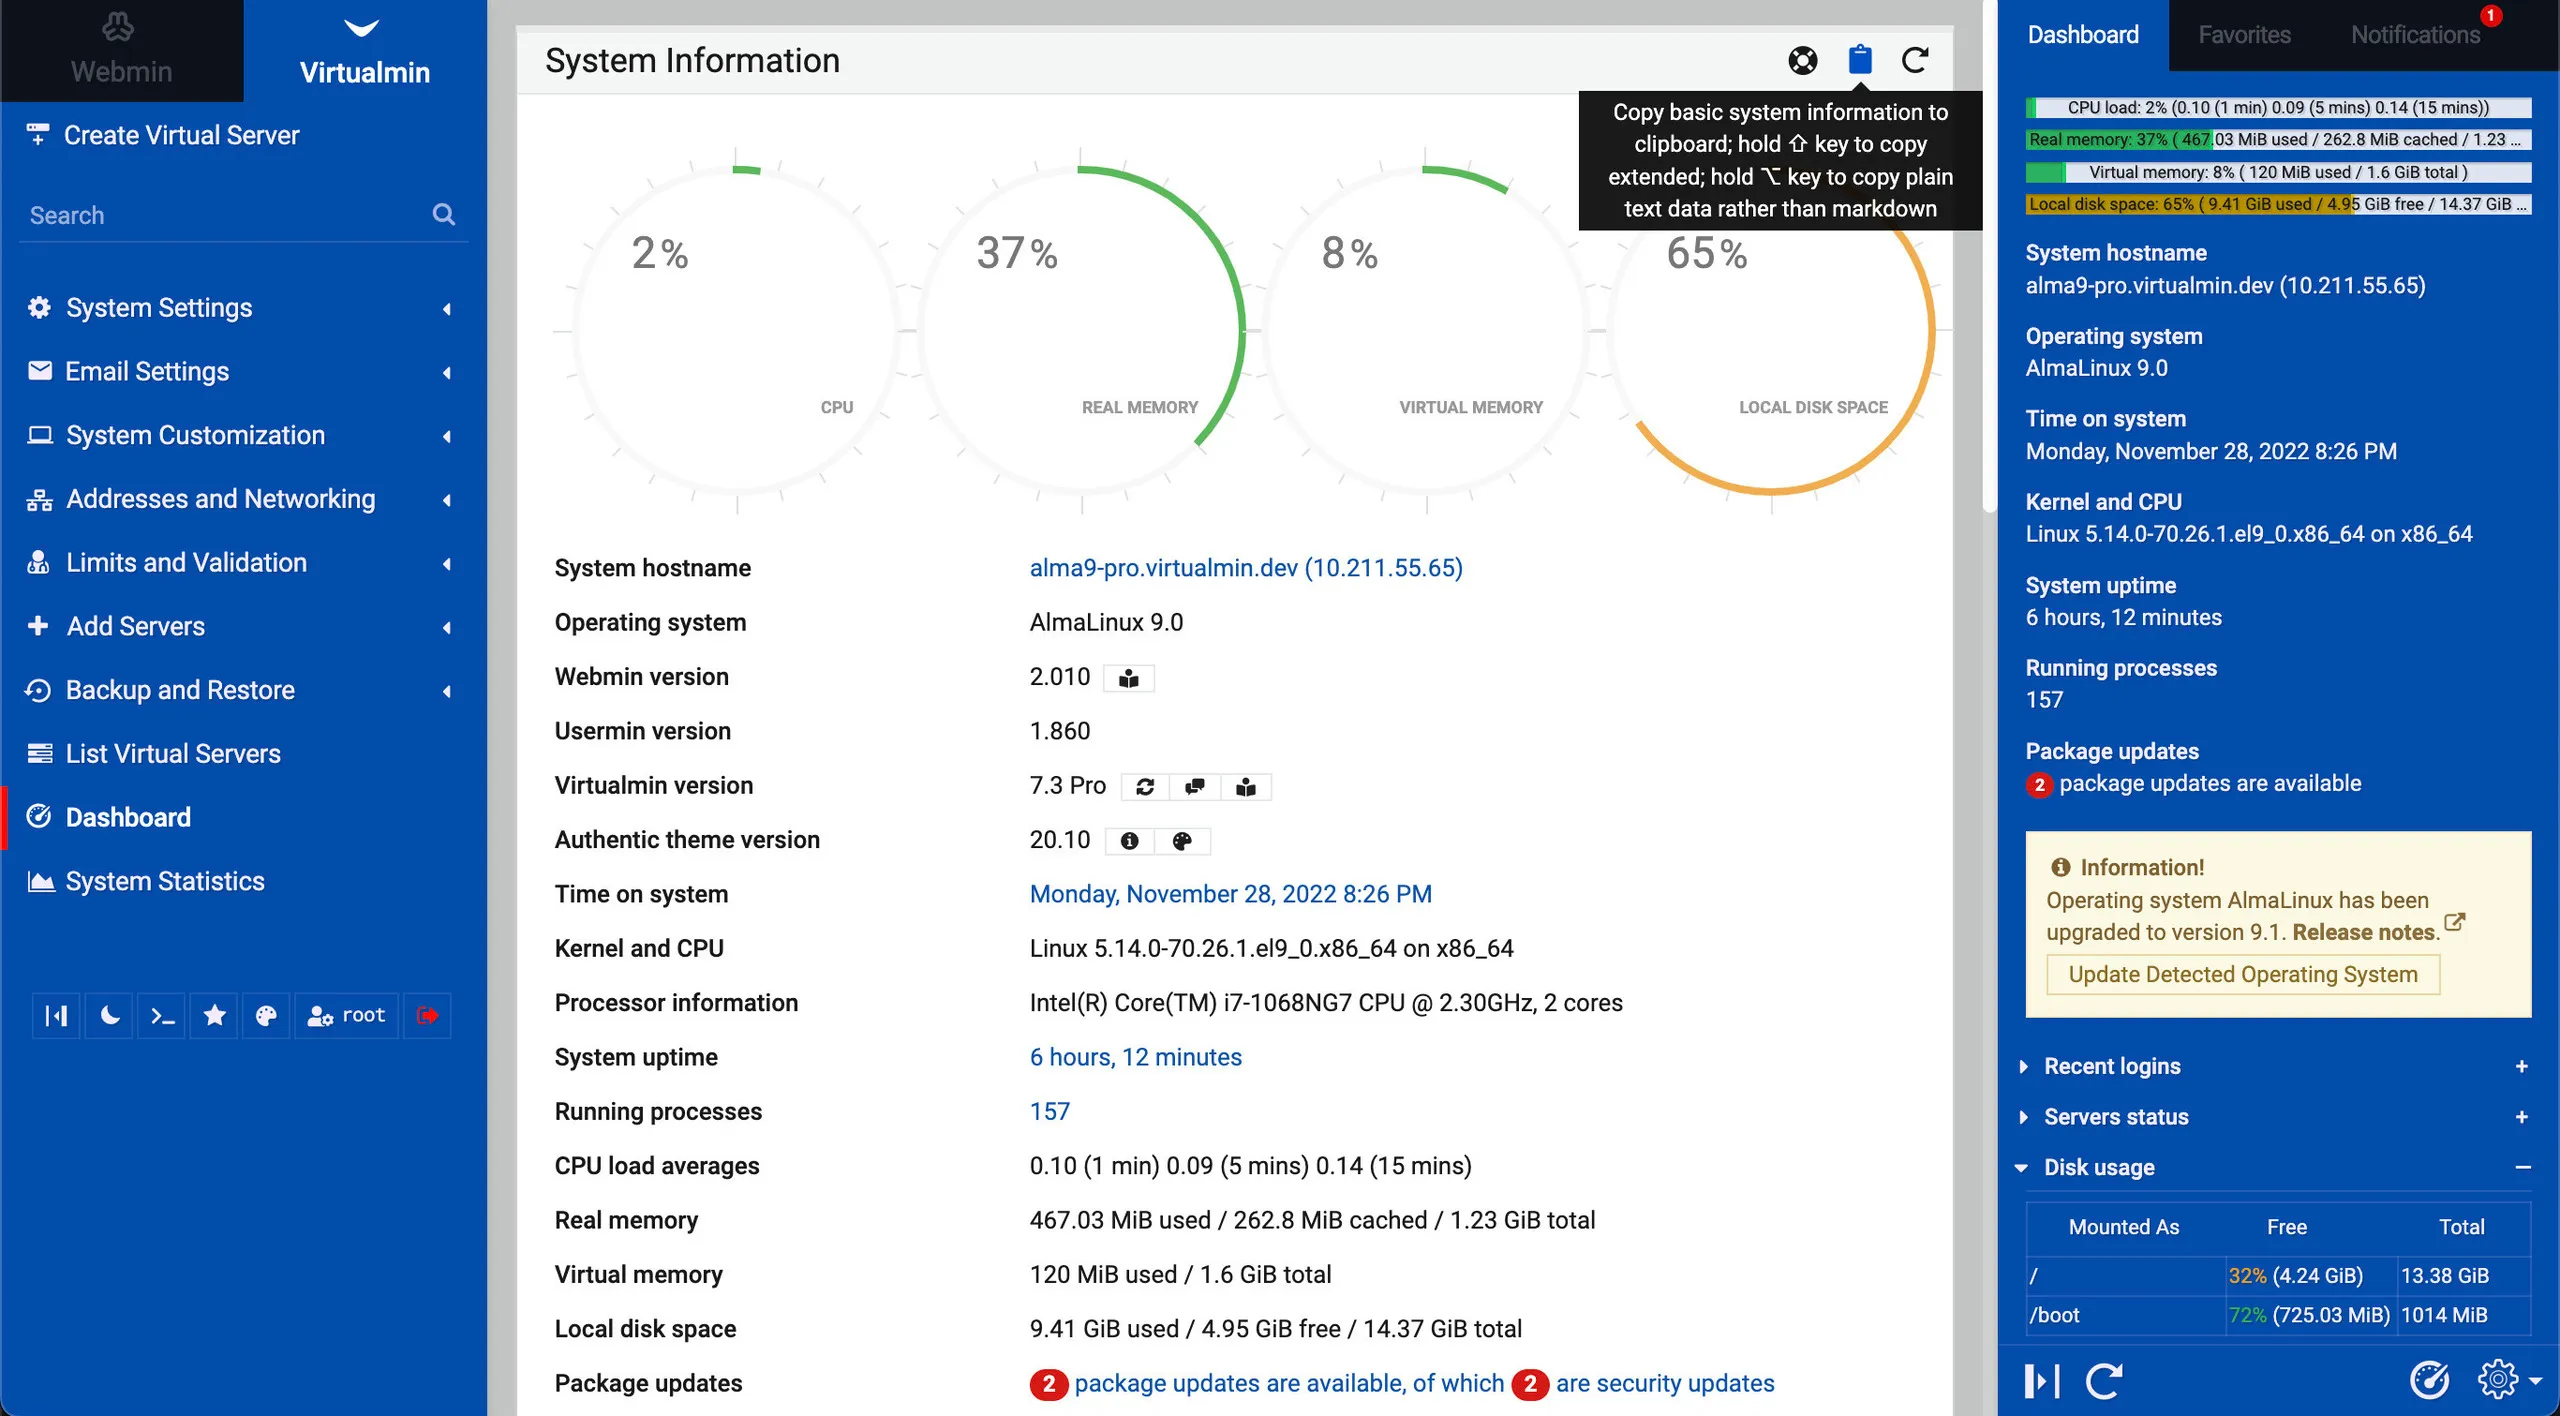 Webmin
Virtualmin
Create Virtual Server
Search
System Settings
Email Settings
System Customization
Addresses and Networking
Limits and Validation
Add Servers
Backup and Restore
List Virtual Servers
Dashboard
System Statistics
root
System Information
Copy basic system information to
clipboard; hold ⇧ key to copy
extended; hold ⌥ key to copy plain
text data rather than markdown
2%
CPU
37%
REAL MEMORY
8%
VIRTUAL MEMORY
65%
LOCAL DISK SPACE
System hostname alma9-pro.virtualmin.dev (10.211.55.65)
Operating system AlmaLinux 9.0
Webmin version 2.010
Usermin version 1.860
Virtualmin version 7.3 Pro
Authentic theme version 20.10
Time on system Monday, November 28, 2022 8:26 PM
Kernel and CPU Linux 5.14.0-70.26.1.el9_0.x86_64 on x86_64
Processor information Intel(R) Core(TM) i7-1068NG7 CPU @ 2.30GHz, 2 cores
System uptime 6 hours, 12 minutes
Running processes 157
CPU load averages 0.10 (1 min) 0.09 (5 mins) 0.14 (15 mins)
Real memory 467.03 MiB used / 262.8 MiB cached / 1.23 GiB total
Virtual memory 120 MiB used / 1.6 GiB total
Local disk space 9.41 GiB used / 4.95 GiB free / 14.37 GiB total
Package updates 2 package updates are available, of which 2 are security updates
Dashboard Favorites Notifications 1
CPU load: 2% (0.10 (1 min) 0.09 (5 mins) 0.14 (15 mins))
Real memory: 37% ( 467.03 MiB used / 262.8 MiB cached / 1.23 ...
Virtual memory: 8% ( 120 MiB used / 1.6 GiB total )
Local disk space: 65% ( 9.41 GiB used / 4.95 GiB free / 14.37 GiB ...
System hostname
alma9-pro.virtualmin.dev (10.211.55.65)
Operating system
AlmaLinux 9.0
Time on system
Monday, November 28, 2022 8:26 PM
Kernel and CPU
Linux 5.14.0-70.26.1.el9_0.x86_64 on x86_64
System uptime
6 hours, 12 minutes
Running processes
157
Package updates
2 package updates are available
Information!
Operating system AlmaLinux has been
upgraded to version 9.1. Release notes.
Update Detected Operating System
Recent logins +
Servers status +
Disk usage −
Mounted As Free Total
/ 32% (4.24 GiB) 13.38 GiB
/boot 72% (725.03 MiB) 1014 MiB